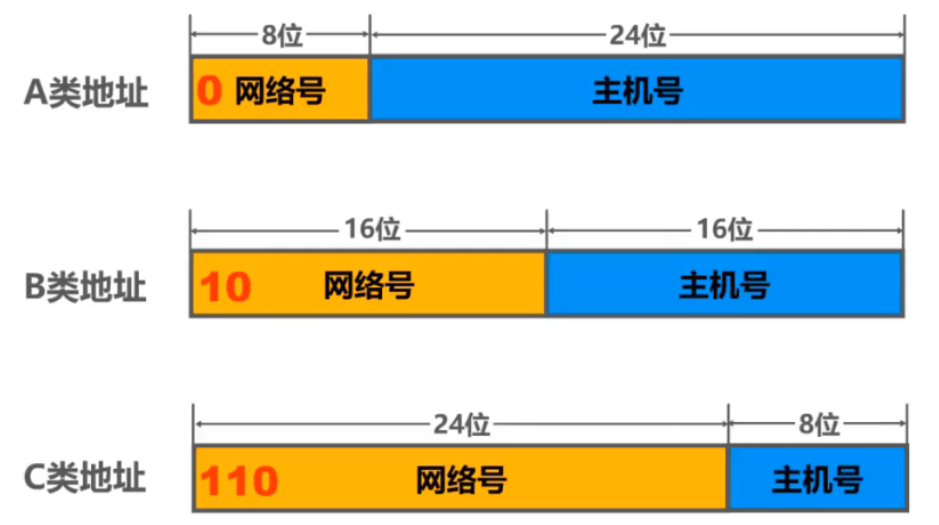 8位 24位
A类地址 0 网络号 主机号
16位 16位
B类地址 10 网络号 主机号
24位 8位
C类地址 110 网络号 主机号